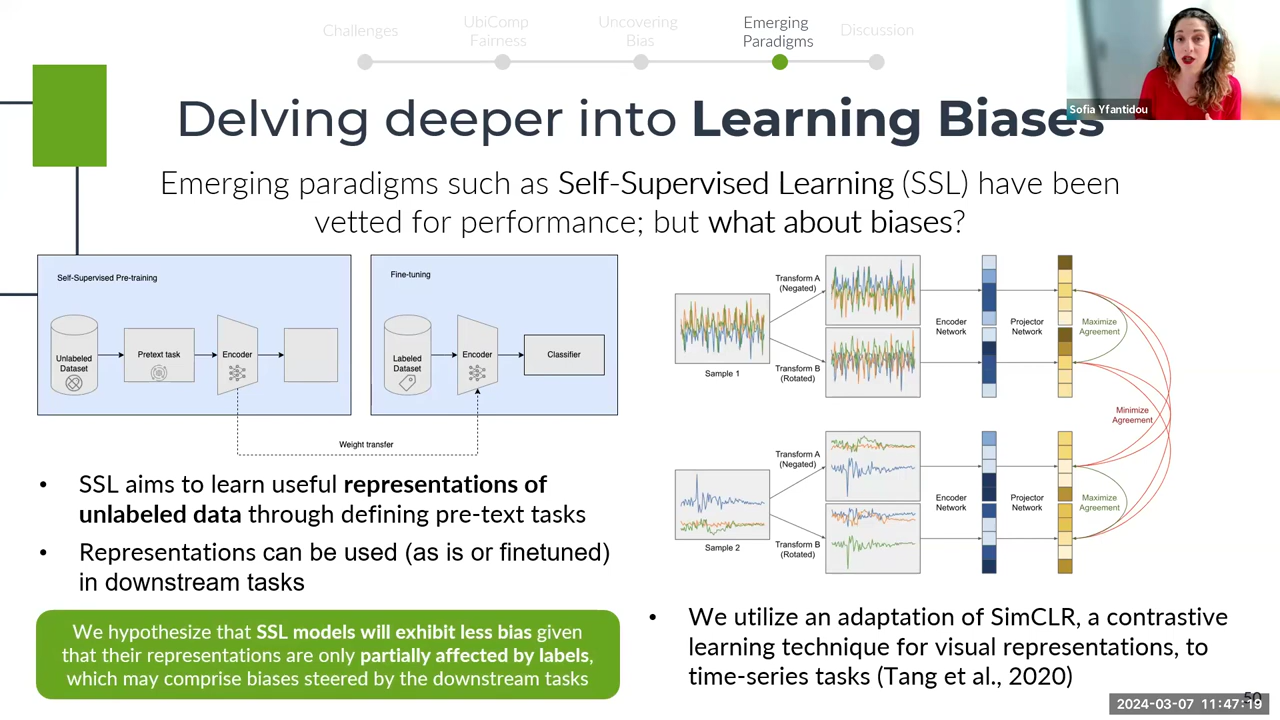 Challenges
UbiComp
Fairness
Uncovering
Bias
Emerging
Paradigms
Discussion
Sofia Yfantidou
Delving deeper into Learning Biases
Emerging paradigms such as Self-Supervised Learning (SSL) have been
vetted for performance; but what about biases?
Self-Supervised Pre-training
Unlabeled
Dataset
Pretext task
Encoder
Fine-tuning
Labeled
Dataset
Encoder
Classifier
Weight transfer
SSL aims to learn useful representations of
unlabeled data through defining pre-text tasks
Representations can be used (as is or finetuned)
in downstream tasks
We hypothesize that SSL models will exhibit less bias given
that their representations are only partially affected by labels,
which may comprise biases steered by the downstream tasks
Sample 1
Transform A
(Negated)
Transform B
(Rotated)
Encoder
Network
Projector
Network
Maximize
Agreement
Minimize
Agreement
Sample 2
Transform A
(Negated)
Transform B
(Rotated)
Encoder
Network
Projector
Network
Maximize
Agreement
We utilize an adaptation of SimCLR, a contrastive
learning technique for visual representations, to
time-series tasks (Tang et al., 2020)
50
2024-03-07 11:47:19